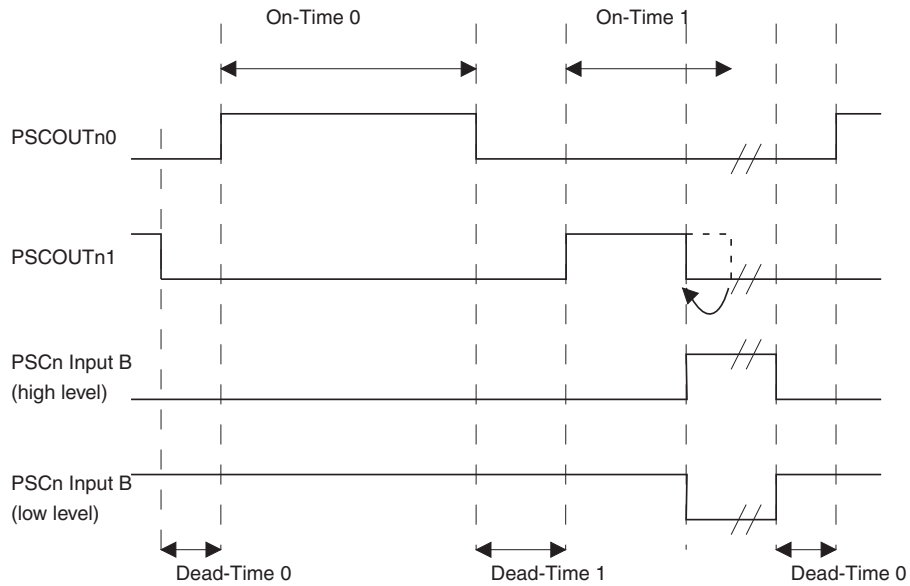 On-Time 0
On-Time 1
PSCOUTn0
PSCOUTn1
PSCn Input B
(high level)
PSCn Input B
(low level)
Dead-Time 0
Dead-Time 1
Dead-Time 0